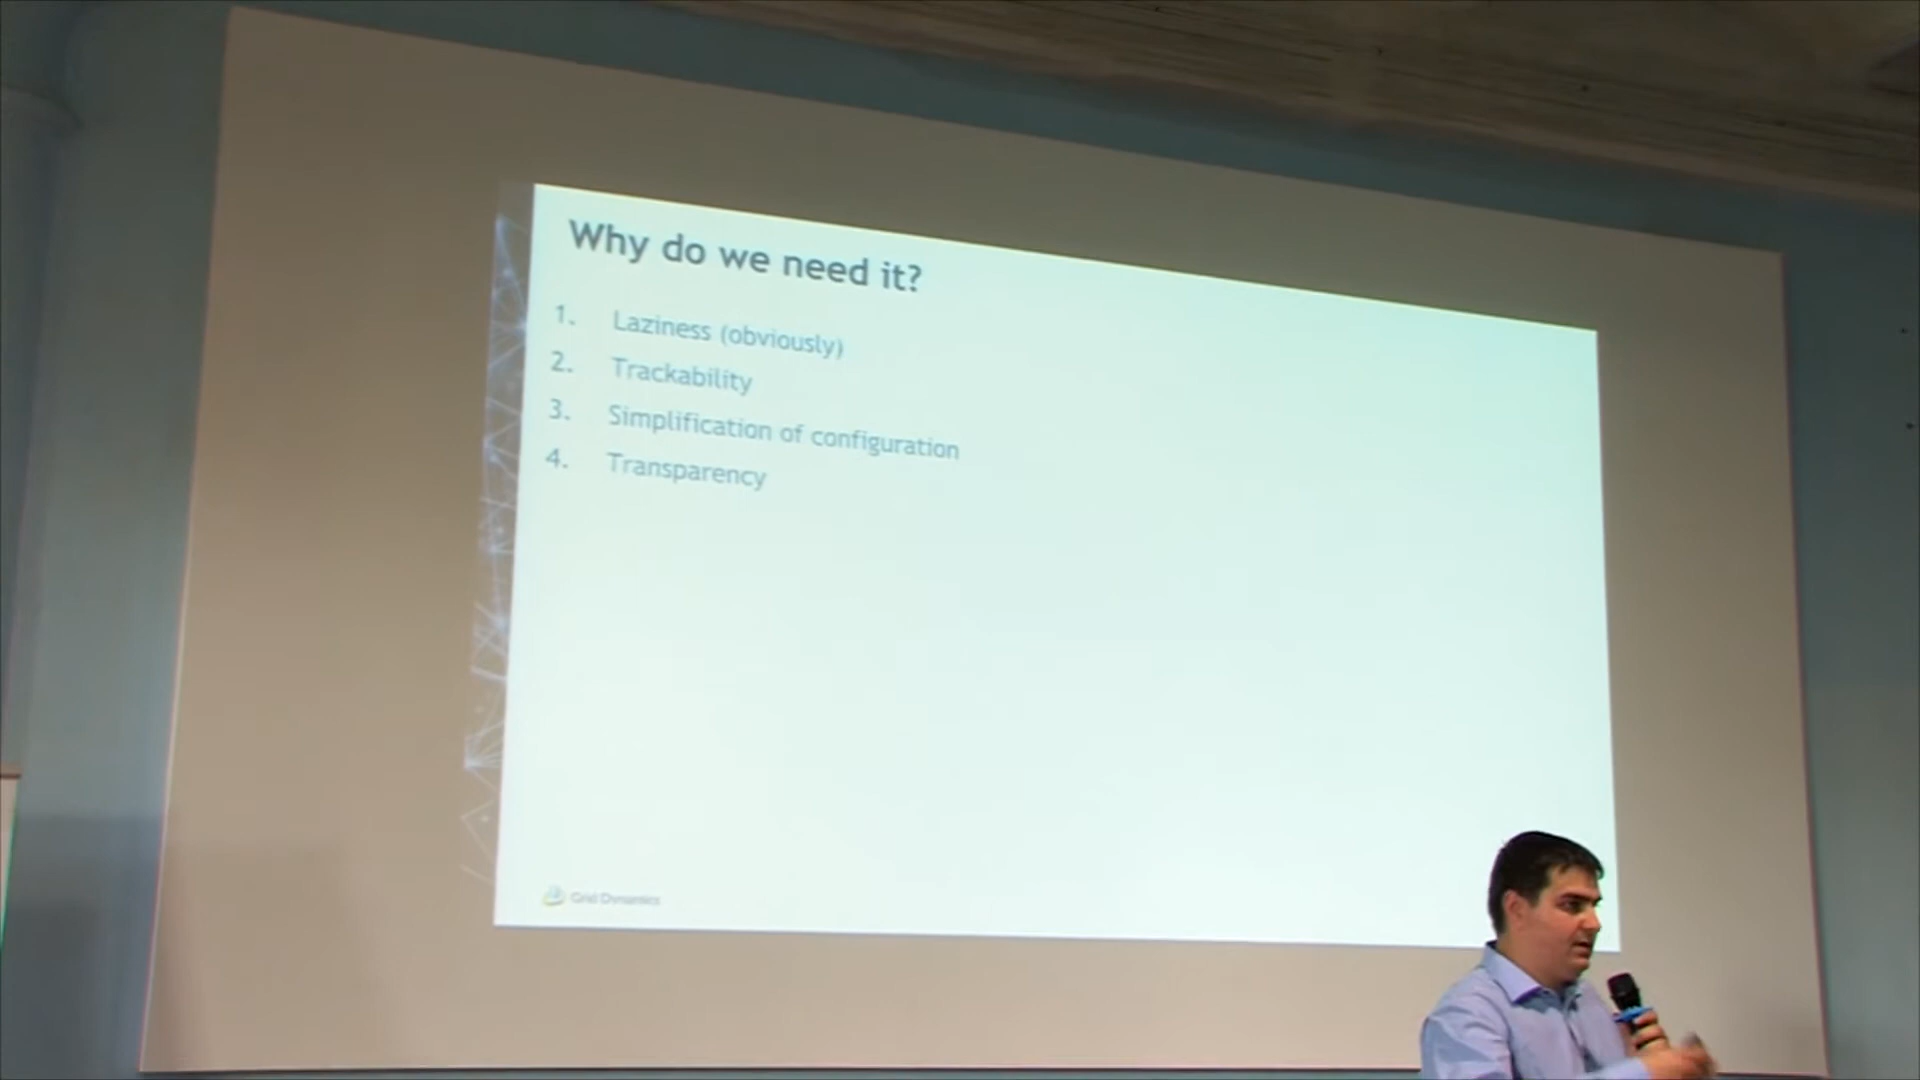 Why do we need it?
1. Laziness (obviously)
2. Trackability
3. Simplification of configuration
4. Transparency
Grid Dynamics